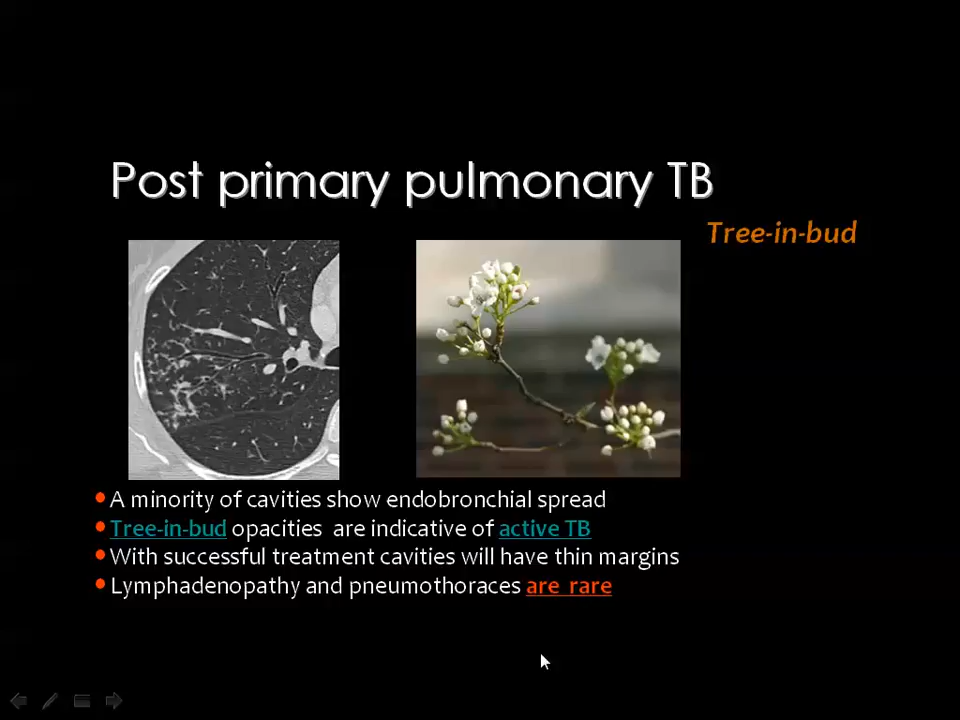 Post primary pulmonary TB
Tree-in-bud
A minority of cavities show endobronchial spread
Tree-in-bud opacities are indicative of active TB
With successful treatment cavities will have thin margins
Lymphadenopathy and pneumothoraces are rare